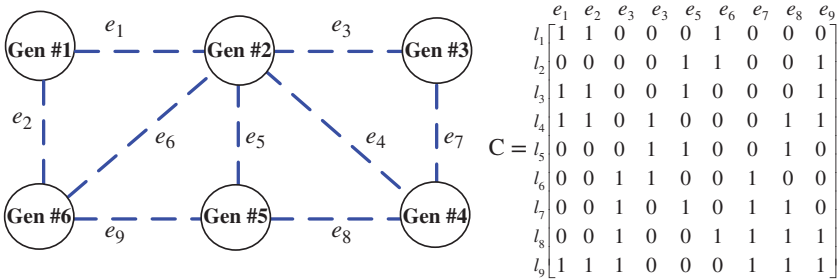 e1
Gen #1
Gen #2
e3
Gen #3
e2
e6
e5
e4
e7
Gen #6
e9
Gen #5
e8
Gen #4
e1 e2 e3 e3 e5 e6 e7 e8 e9
l1 1 1 0 0 0 1 0 0 0
l2 0 0 0 0 1 1 0 0 1
l3 1 1 0 0 1 0 0 0 1
l4 1 1 0 1 0 0 0 1 1
C = l5 0 0 0 1 1 0 0 1 0
l6 0 0 1 1 0 0 1 0 0
l7 0 0 1 0 1 0 1 1 0
l8 0 0 1 0 0 1 1 1 1
l9 1 1 1 0 0 0 1 1 1